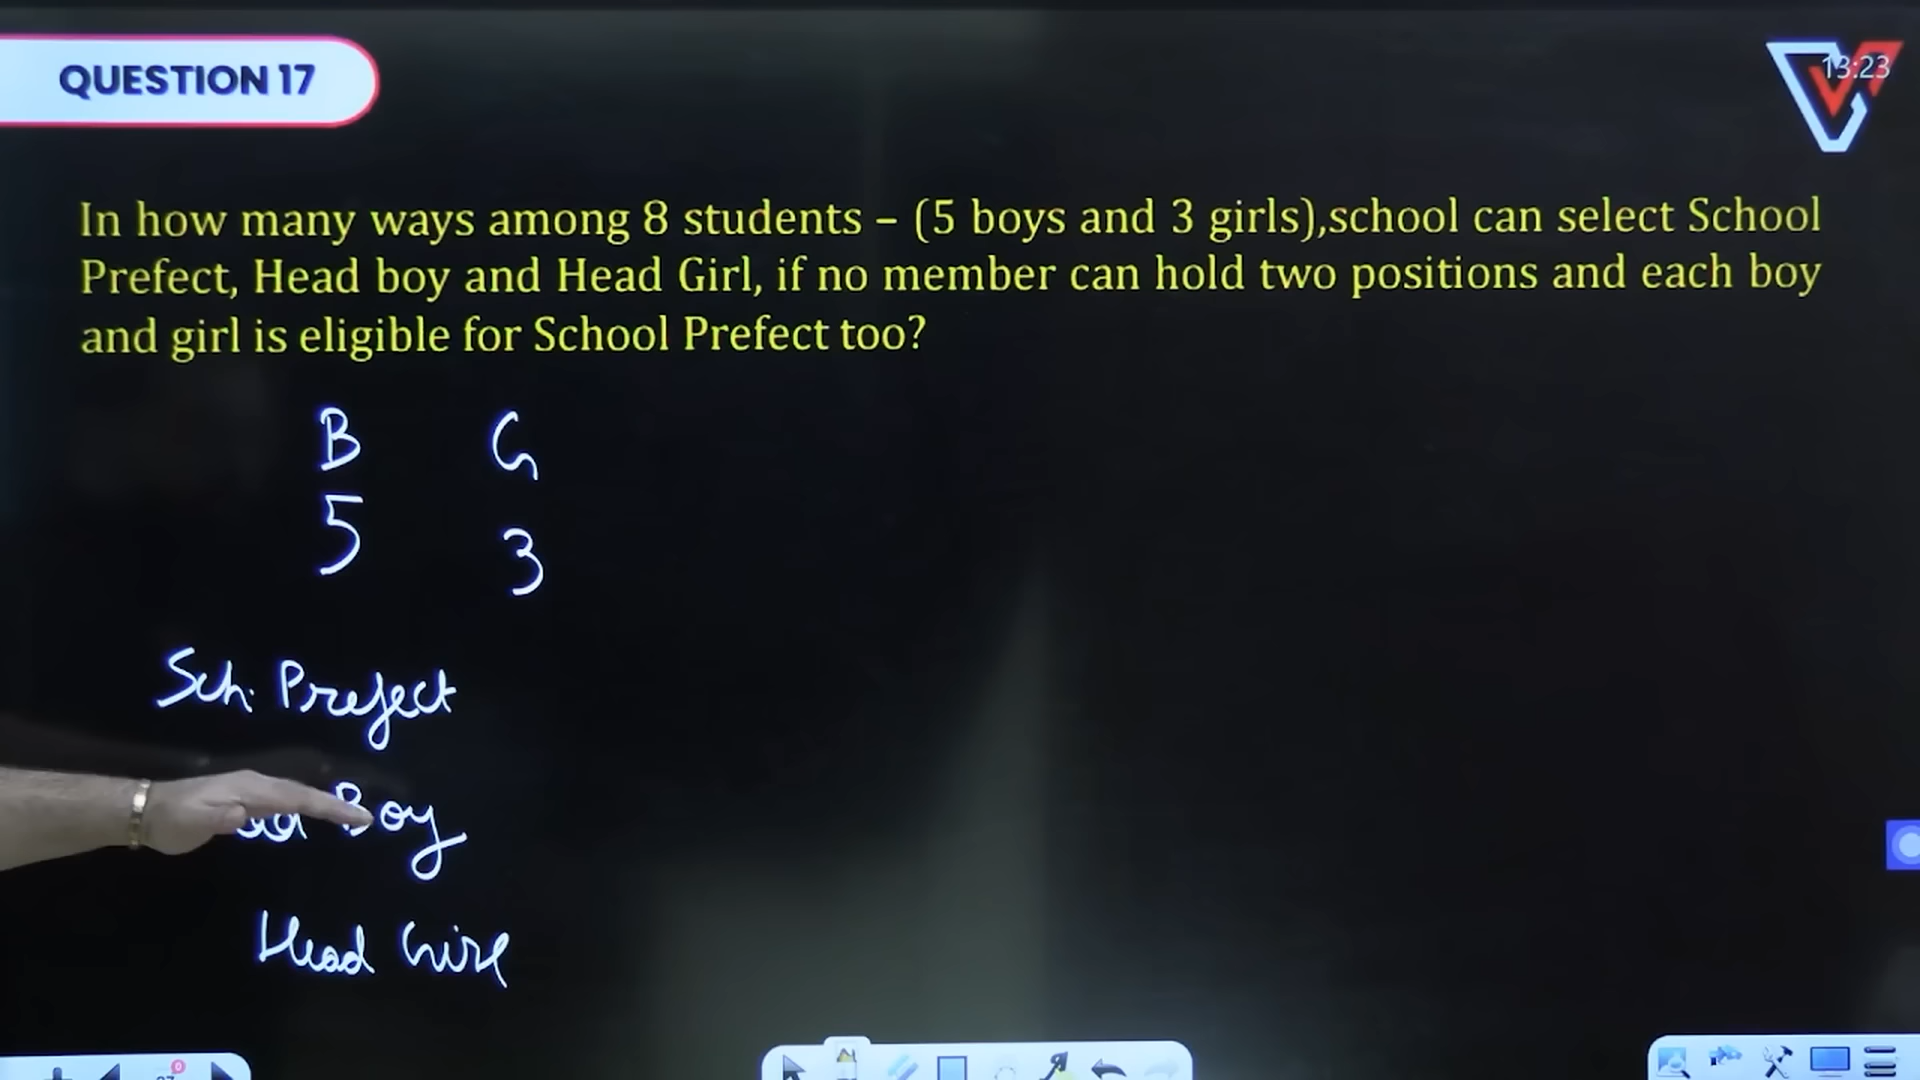 QUESTION 17
13:23
In how many ways among 8 students – (5 boys and 3 girls),school can select School
Prefect, Head boy and Head Girl, if no member can hold two positions and each boy
and girl is eligible for School Prefect too?
B G
5 3
Sch. Prefect
Boy
Head Girl
0